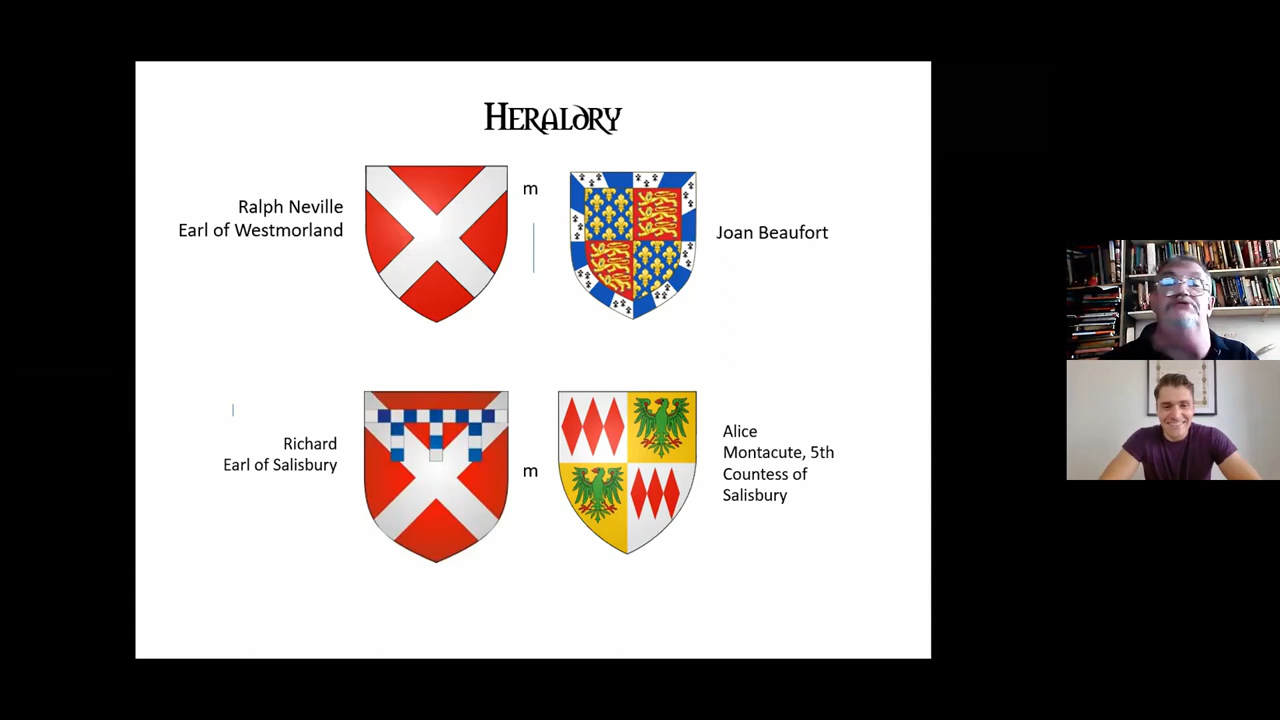 HERALDRY
Ralph Neville
Earl of Westmorland
m
Joan Beaufort
Richard
Earl of Salisbury
m
Alice
Montacute, 5th
Countess of
Salisbury